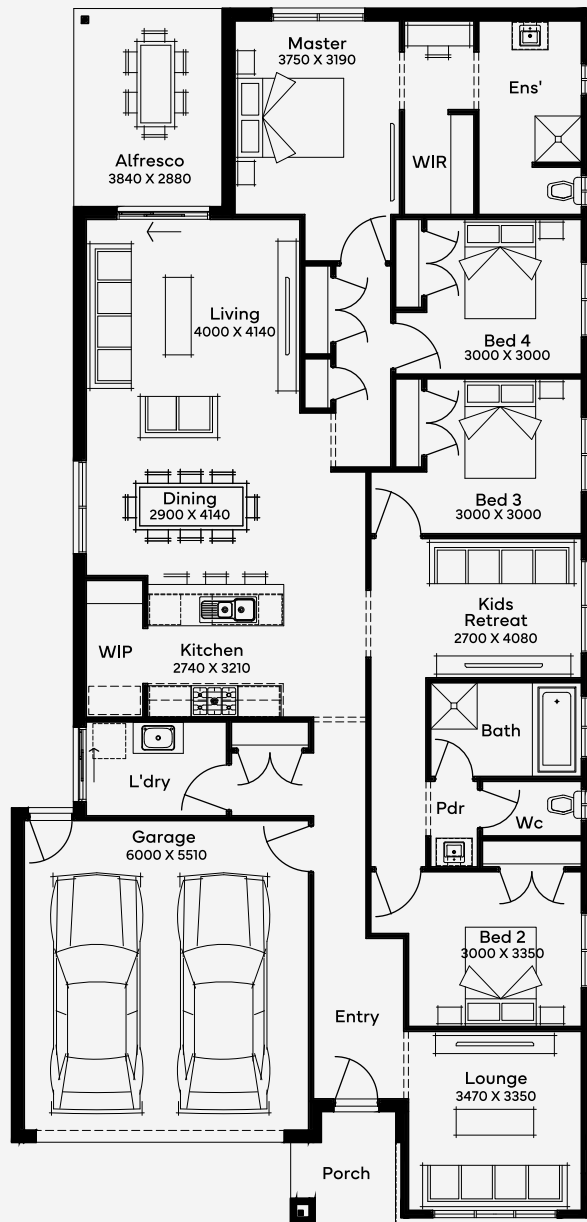 Master
3750 X 3190
Ens'
WIR
Alfresco
3840 X 2880
Living
4000 X 4140
Bed 4
3000 X 3000
Dining
2900 X 4140
Bed 3
3000 X 3000
Kids
Retreat
2700 X 4080
WIP
Kitchen
2740 X 3210
Bath
L'dry
Pdr
Wc
Garage
6000 X 5510
Bed 2
3000 X 3350
Entry
Lounge
3470 X 3350
Porch